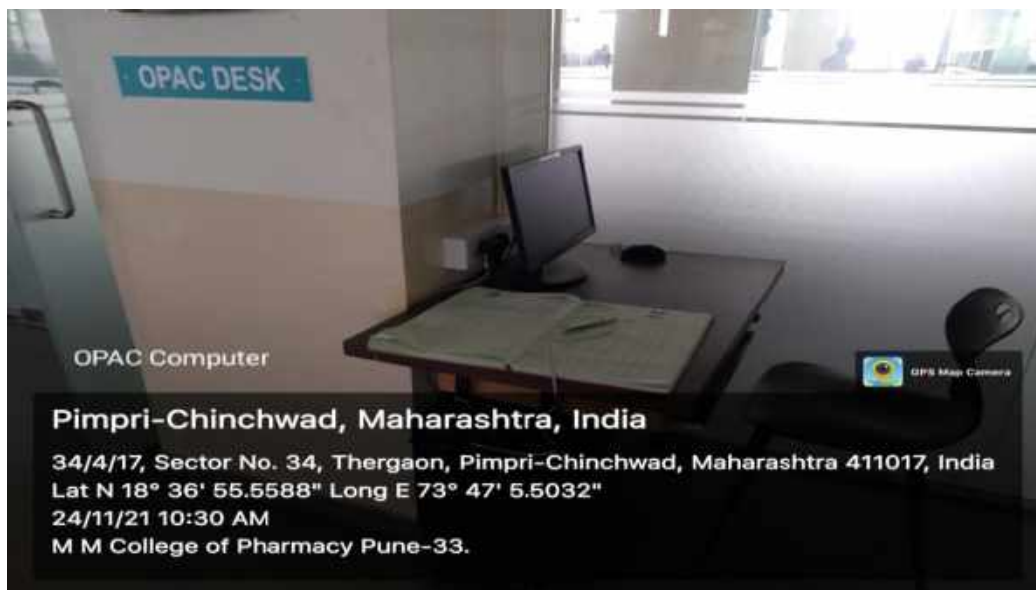 OPAC DESK
OPAC Computer
GPS Map Camera
Pimpri-Chinchwad, Maharashtra, India
34/4/17, Sector No. 34, Thergaon, Pimpri-Chinchwad, Maharashtra 411017, India
Lat N 18° 36' 55.5588" Long E 73° 47' 5.5032"
24/11/21 10:30 AM
M M College of Pharmacy Pune-33.